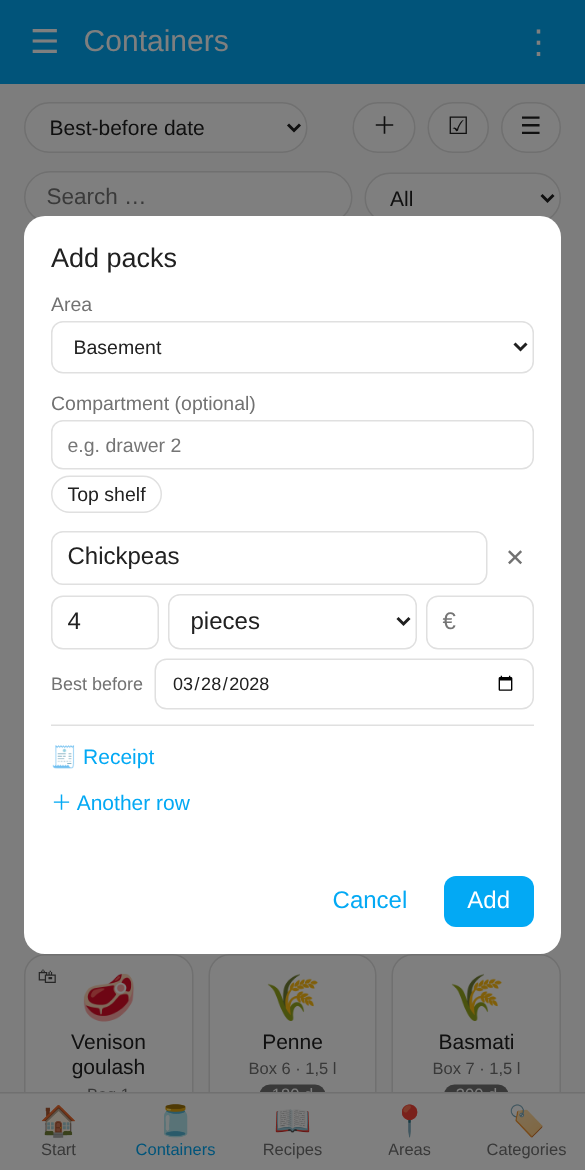 Containers
Best-before date
Search …
All
Add packs
Area
Basement
Compartment (optional)
e.g. drawer 2
Top shelf
Chickpeas
4
pieces
€
Best before
03/28/2028
Receipt
Another row
Cancel
Add
Venison
goulash
Penne
Box 6 · 1,5 l
Basmati
Box 7 · 1,5 l
Start
Containers
Recipes
Areas
Categories